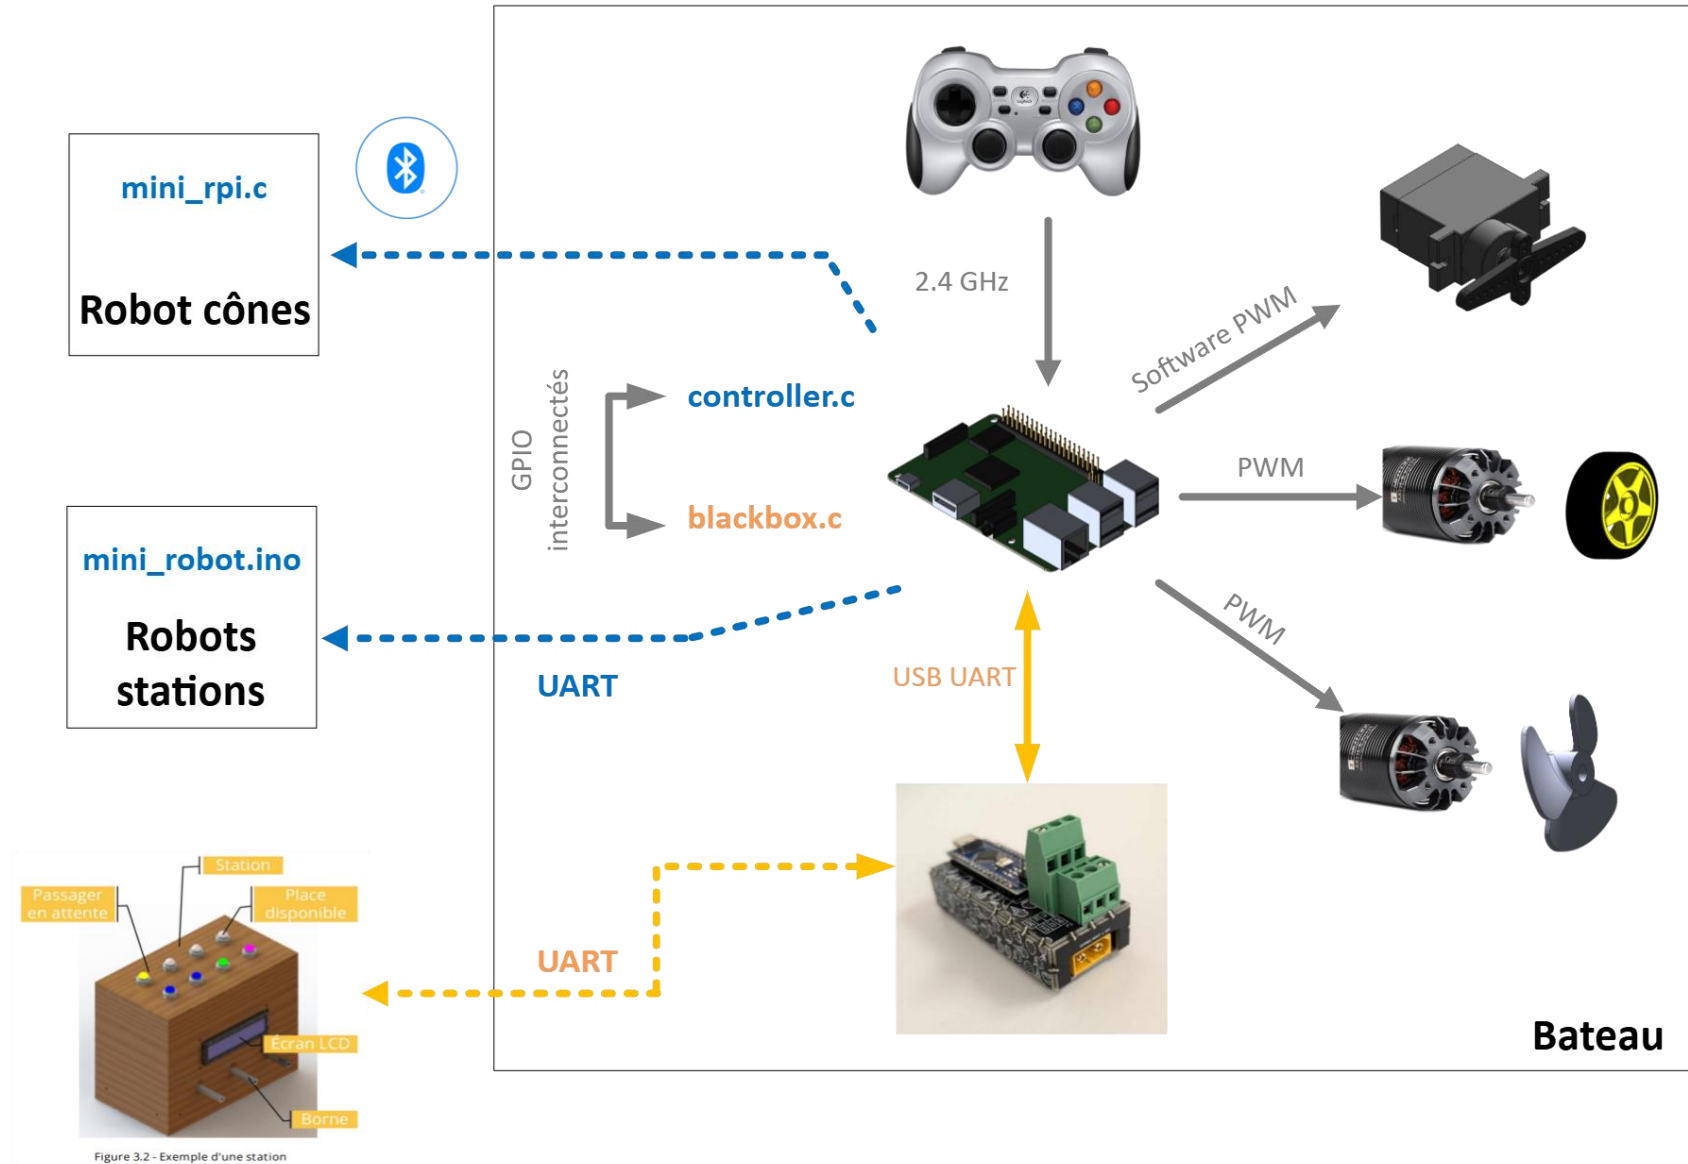 mini_rpi.c
Robot cônes
2.4 GHz
Software PWM
GPIO
interconnectés
controller.c
blackbox.c
PWM
mini_robot.ino
Robots
stations
UART
USB UART
PWM
UART
Station
Passager
en attente
Place
disponible
Écran LCD
Borne
Figure 3.2 - Exemple d'une station
Bateau